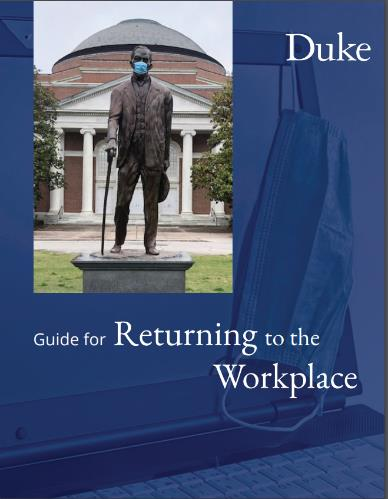 Duke
Guide for Returning to the
Workplace